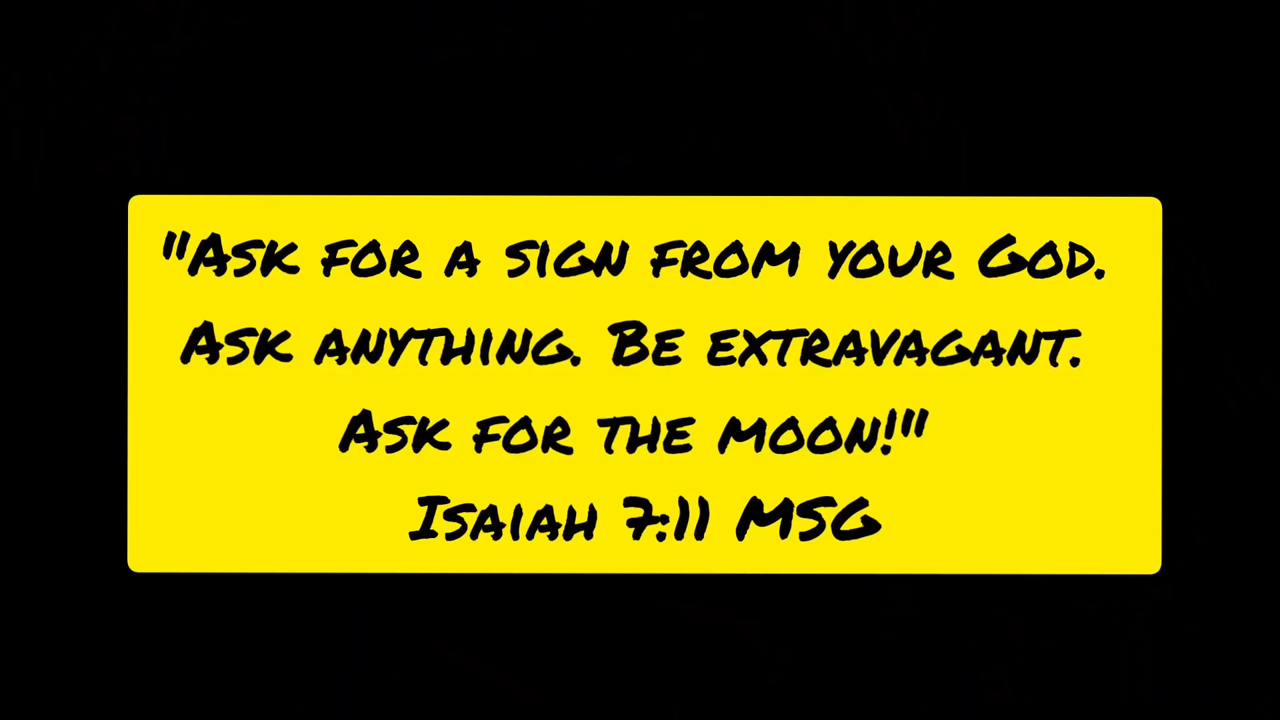 "Ask for a sign from your God.
Ask anything. Be extravagant.
Ask for the moon!"
Isaiah 7:11 MSG